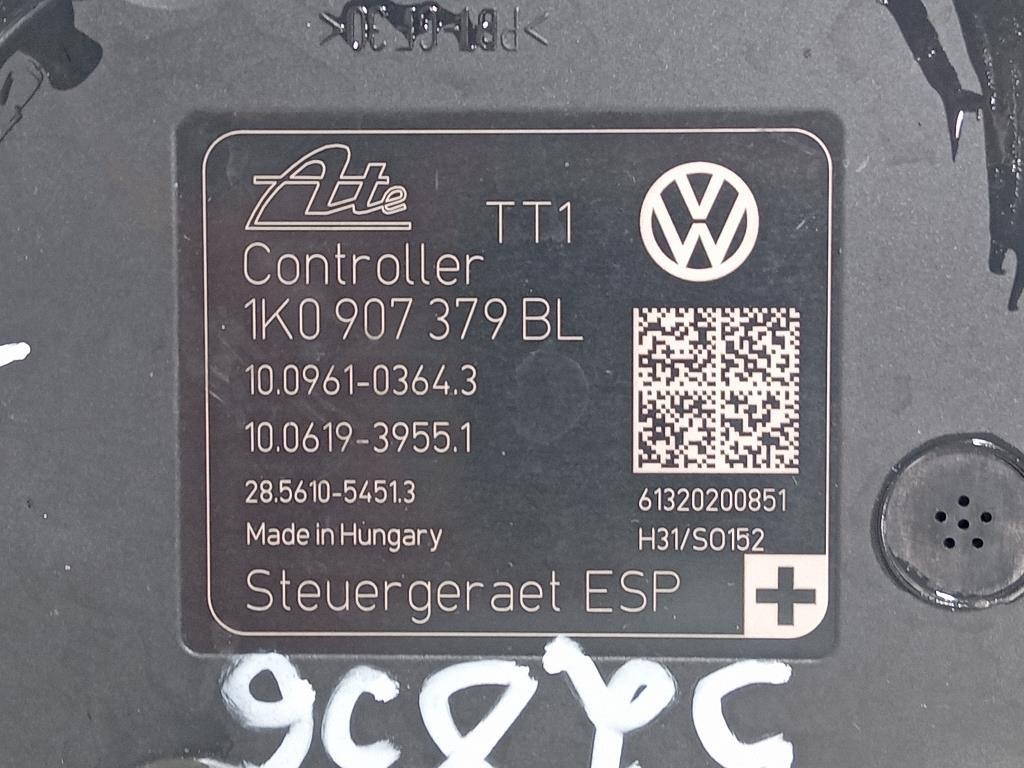 Ate
TT1
Controller
1K0 907 379 BL
10.0961-0364.3
10.0619-3955.1
28.5610-5451.3
Made in Hungary
61320200851
H31/SO152
Steuergeraet ESP